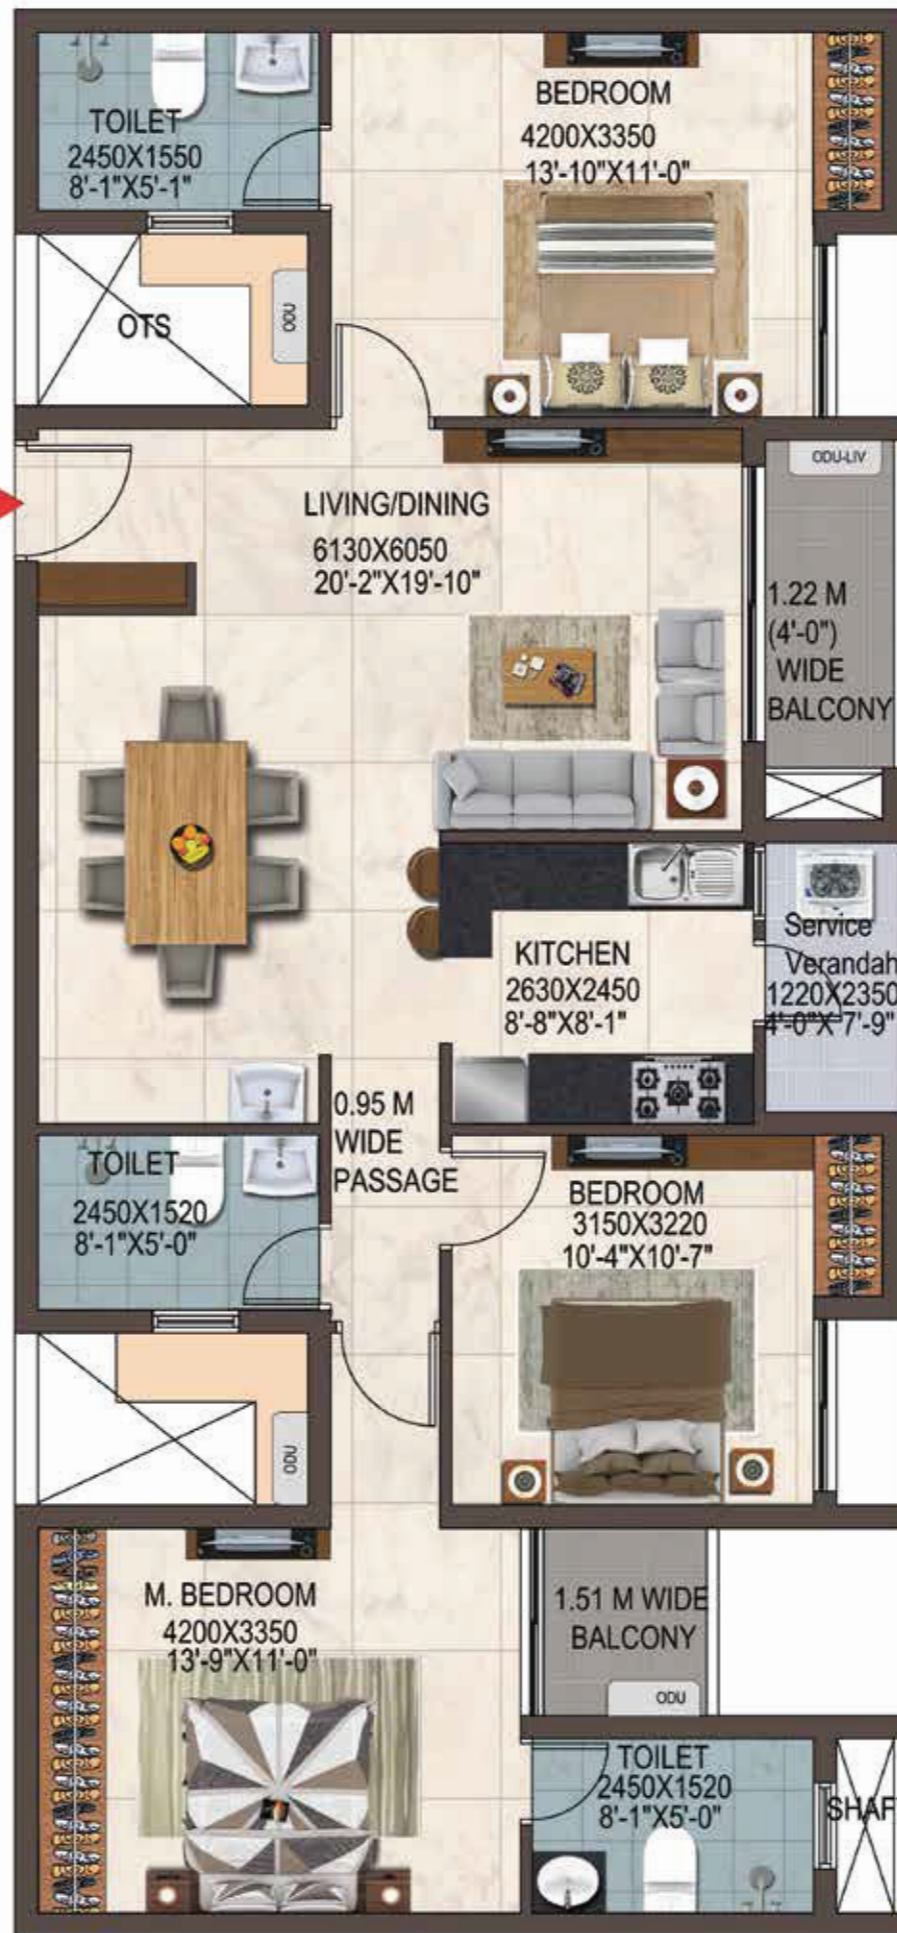 TOILET
2450X1550
8'-1"X5'-1"
BEDROOM
4200X3350
13'-10"X11'-0"
OTS
ODU
LIVING/DINING
6130X6050
20'-2"X19'-10"
ODU-LIV
1.22 M
(4'-0")
WIDE
BALCONY
KITCHEN
2630X2450
8'-8"X8'-1"
Service
Verandah
1220X2350
4'-0"X 7'-9"
0.95 M
WIDE
PASSAGE
TOILET
2450X1520
8'-1"X5'-0"
BEDROOM
3150X3220
10'-4"X10'-7"
ODU
M. BEDROOM
4200X3350
13'-9"X11'-0"
1.51 M WIDE
BALCONY
ODU
TOILET
2450X1520
8'-1"X5'-0"
SHAF